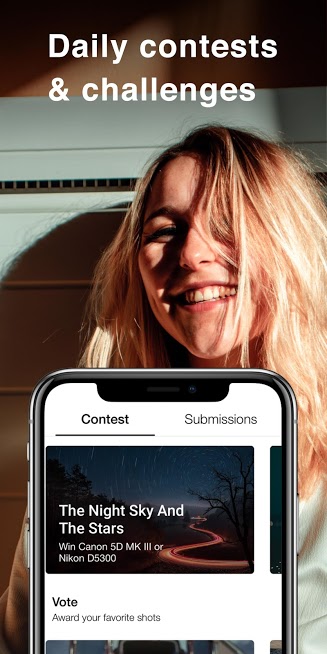 Daily contests
& challenges
Contest Submissions
The Night Sky And
The Stars
Win Canon 5D MK III or
Nikon D5300
Vote
Award your favorite shots